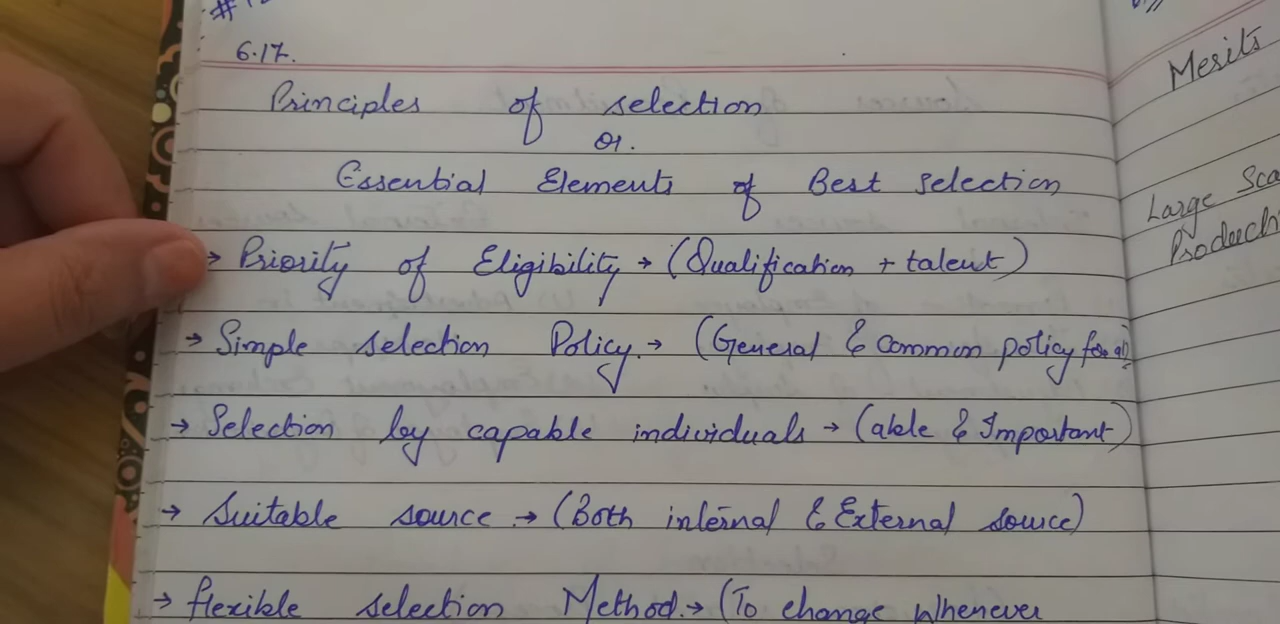 6.17.
Principles of selection
or.
Essential Elements of Best selection
→ Priority of Eligibility → (Qualification + talent)
→ Simple selection Policy. → (General & Common policy for all)
→ Selection by capable individuals → (able & Important)
→ Suitable source → (Both internal & External source)
→ flexible selection Method. → (To change Whenever
Merits
Large Sca
Producti